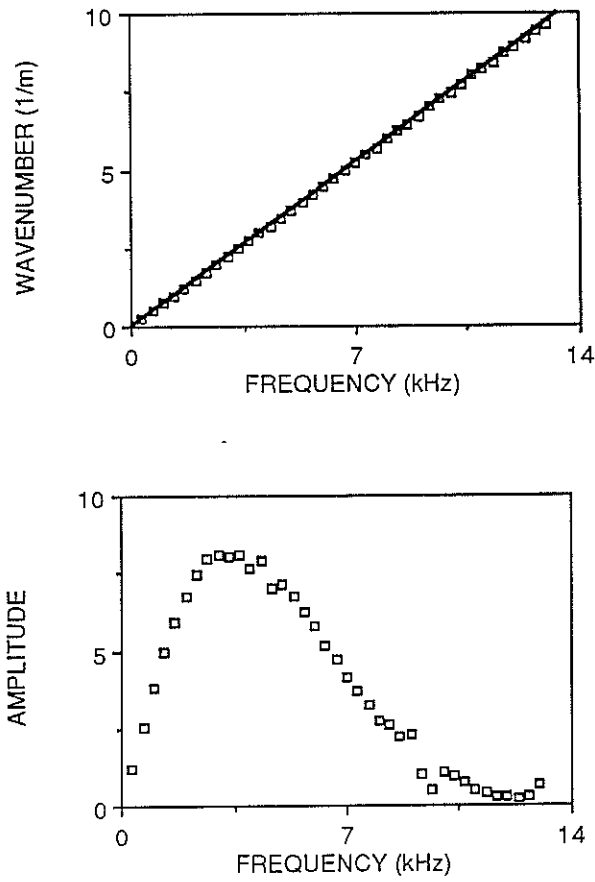 10
WAVENUMBER (1/m)
5
0
0 7 14
FREQUENCY (kHz)
10
AMPLITUDE
5
0
0 7 14
FREQUENCY (kHz)